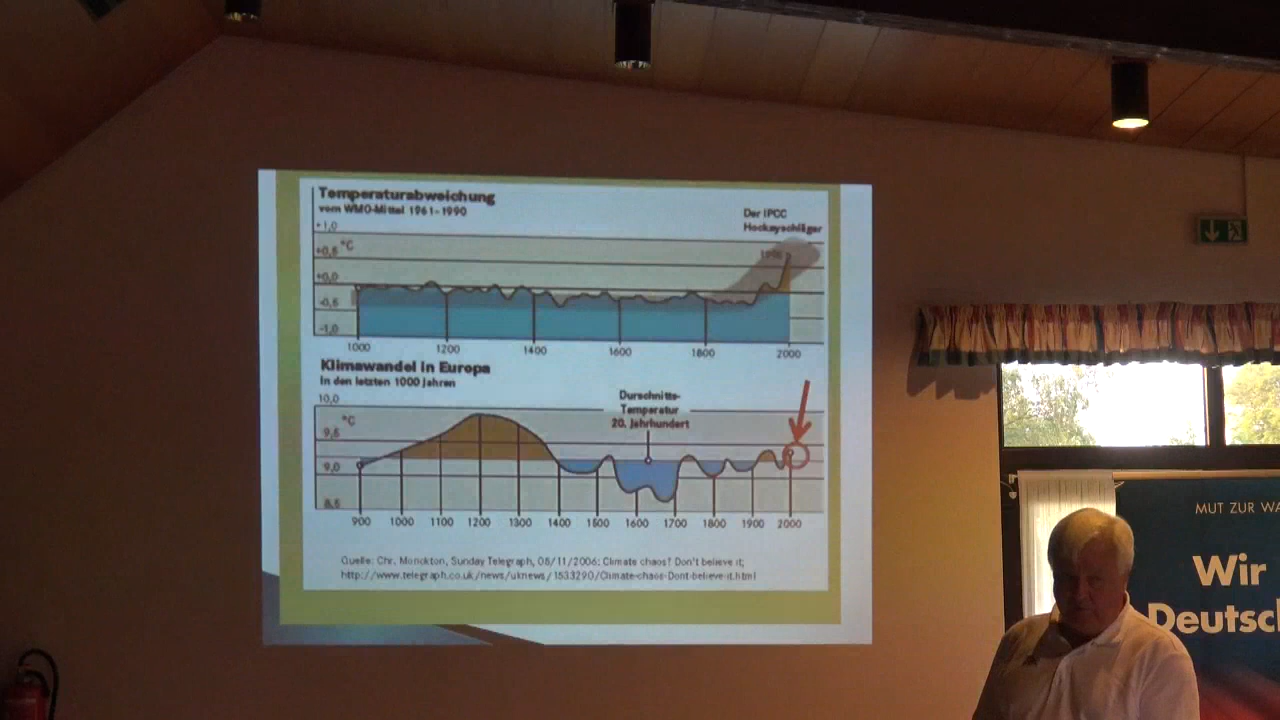 Temperaturabweichung
vom WMO-Mittel 1961-1990
Der IPCC
Hockeyschläger
+1,0
°C
+0,5
+0,0
-0,5
-1,0
1998
1000 1200 1400 1600 1800 2000
Klimawandel in Europa
In den letzten 1000 Jahren
10,0
°C
9,5
9,0
8,5
Durschnitts-
Temperatur
20. Jahrhundert
900 1000 1100 1200 1300 1400 1500 1600 1700 1800 1900 2000
Quelle: Chr. Monckton, Sunday Telegraph, 05/11/2006: Climate chaos? Don't believe it;
http://www.telegraph.co.uk/news/uknews/1533290/Climate-chaos-Dont-believe-it.html
MUT ZUR WA
Wir
Deutsc